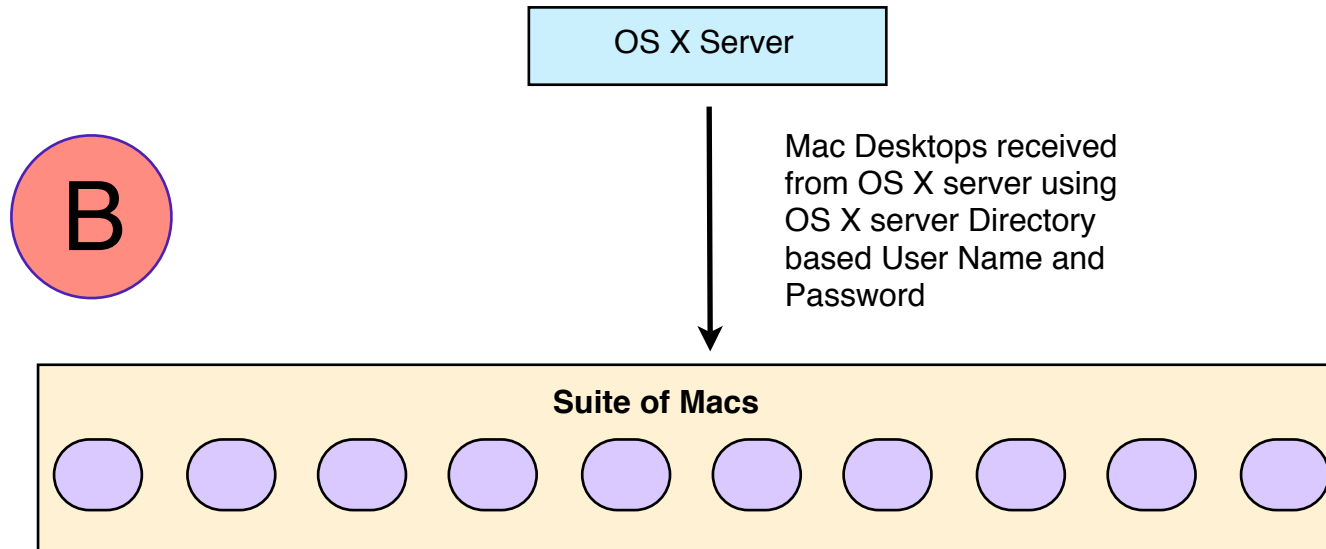 OS X Server
Mac Desktops received
from OS X server using
OS X server Directory
based User Name and
Password
B
Suite of Macs